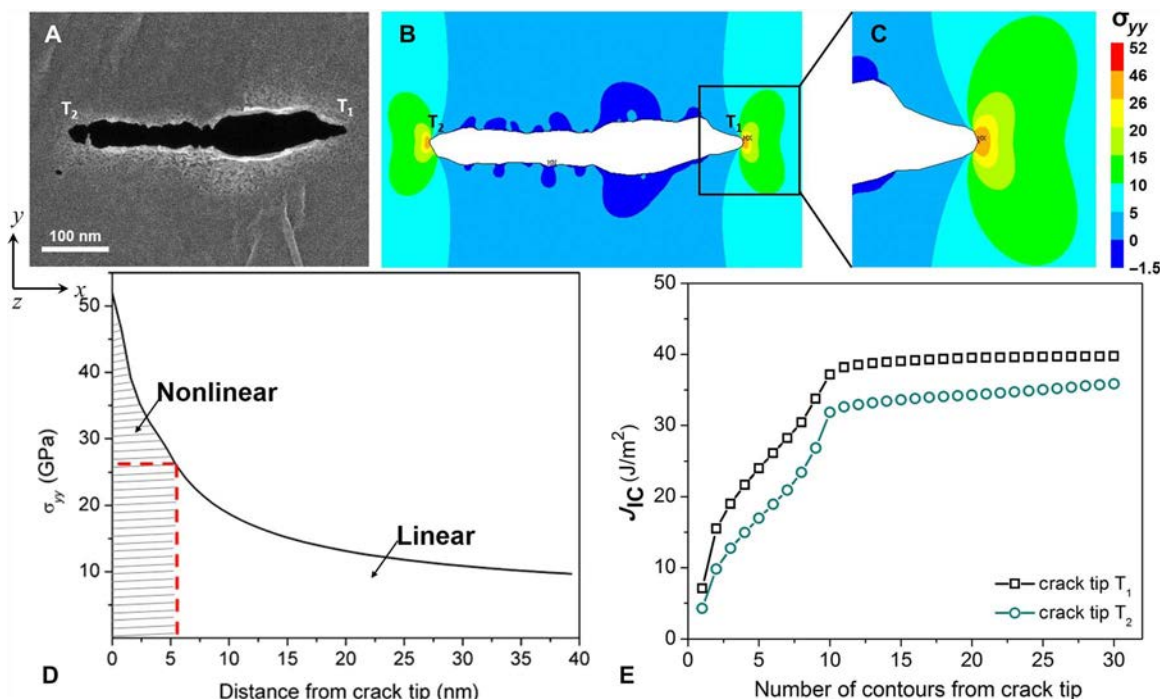 A
T2
T1
100 nm
B
T2
T1
C
σyy
52
46
26
20
15
10
5
0
−1.5
y
z
x
50
40
30
20
10
σyy (GPa)
Nonlinear
Linear
0 5 10 15 20 25 30 35 40
D
Distance from crack tip (nm)
50
40
30
20
10
0
JIC (J/m²)
crack tip T1
crack tip T2
0 5 10 15 20 25 30
E
Number of contours from crack tip